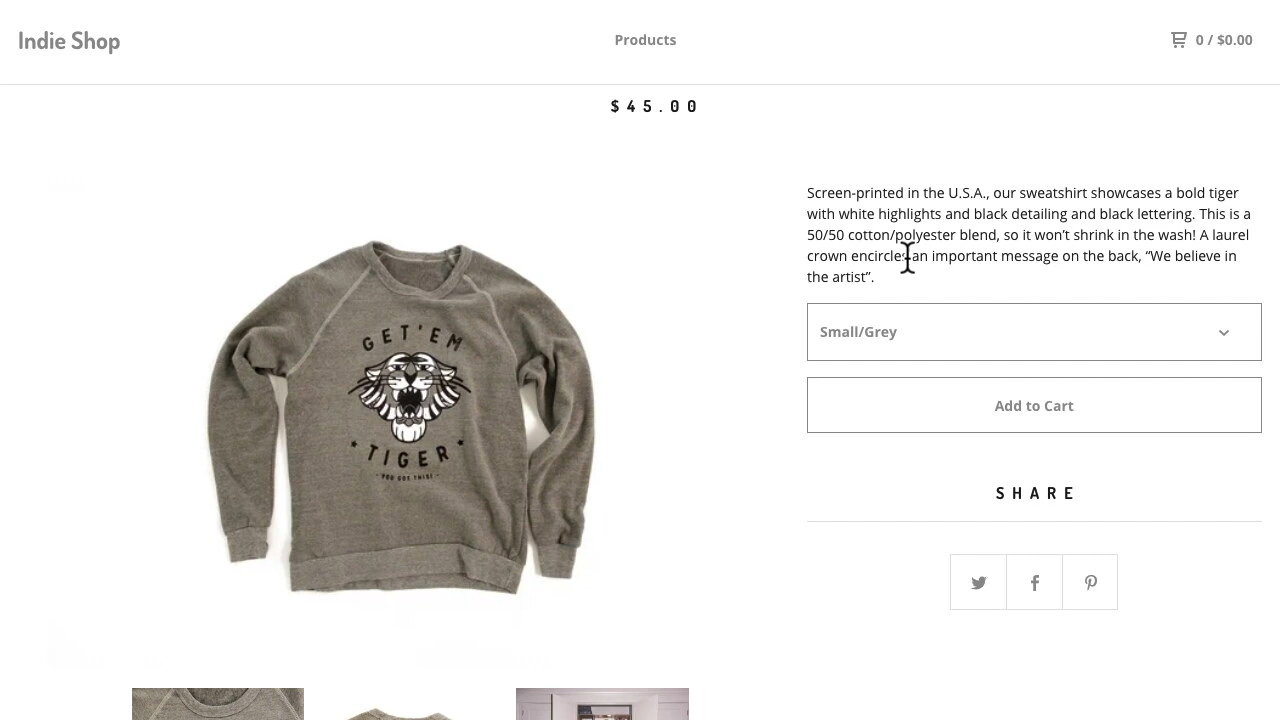 Indie Shop
Products
0 / $0.00
$45.00
Screen-printed in the U.S.A., our sweatshirt showcases a bold tiger
with white highlights and black detailing and black lettering. This is a
50/50 cotton/polyester blend, so it won’t shrink in the wash! A laurel
crown encircles an important message on the back, “We believe in
the artist”.
Small/Grey
Add to Cart
SHARE
GET'EM
TIGER
- YOU GOT THIS! -